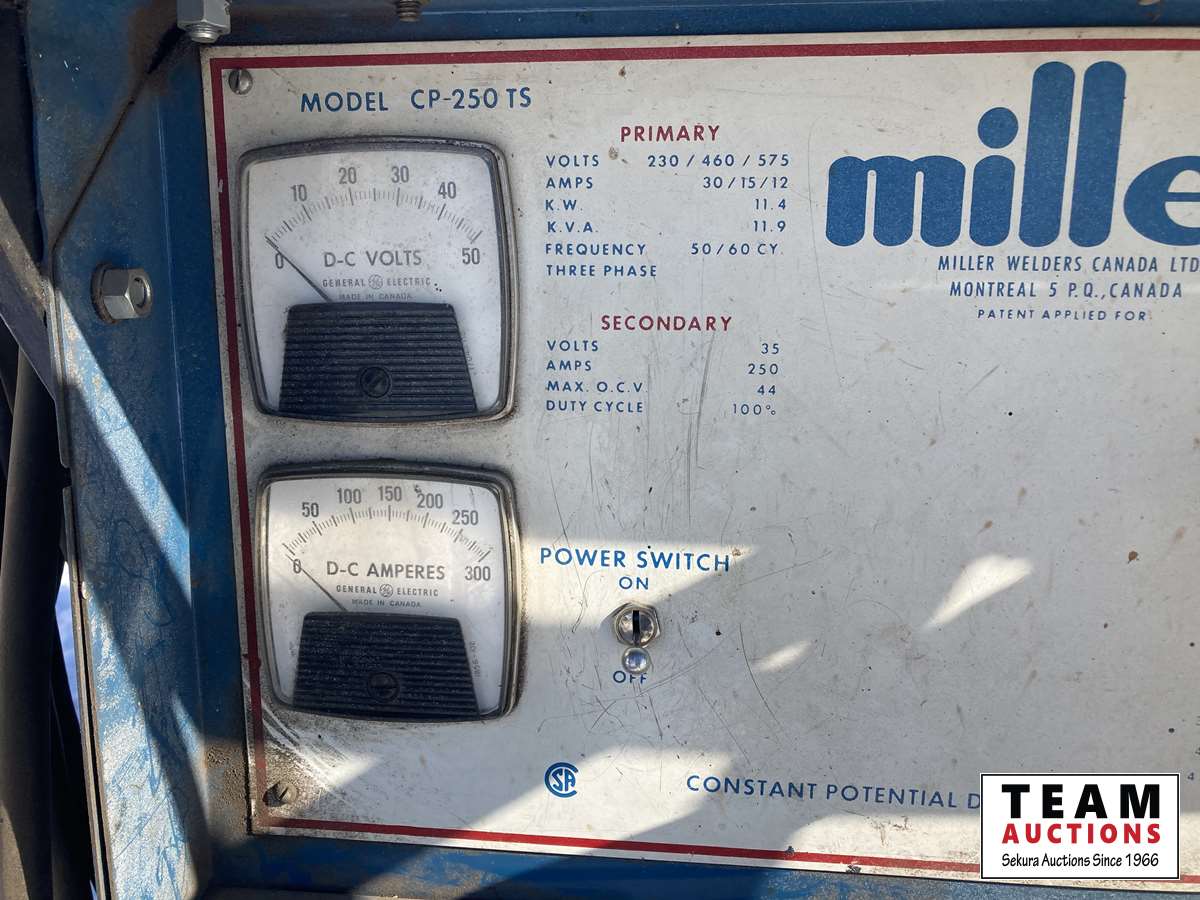 MODEL CP-250 TS
PRIMARY
VOLTS 230 / 460 / 575
AMPS 30 / 15 / 12
K.W. 11.4
K.V.A. 11.9
FREQUENCY 50 / 60 CY.
THREE PHASE
SECONDARY
VOLTS 35
AMPS 250
MAX. O.C.V. 44
DUTY CYCLE 100%
mille
MILLER WELDERS CANADA LTD
MONTREAL 5 P.Q., CANADA
PATENT APPLIED FOR
0 10 20 30 40 50
D-C VOLTS
GENERAL GE ELECTRIC
MADE IN CANADA
0 50 100 150 200 250 300
D-C AMPERES
GENERAL GE ELECTRIC
MADE IN CANADA
POWER SWITCH
ON
OFF
CSA
CONSTANT POTENTIAL D
TEAM
AUCTIONS
Sekura Auctions Since 1966